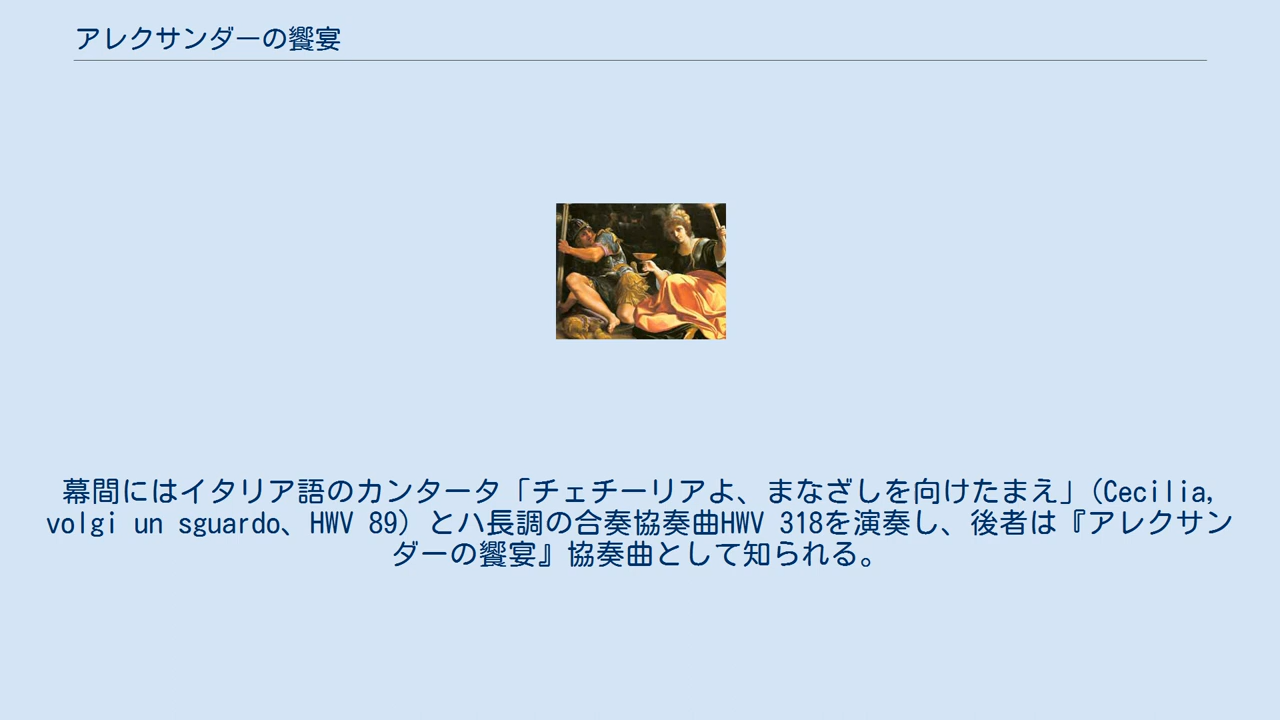 アレクサンダーの饗宴
幕間にはイタリア語のカンタータ「チェチーリアよ、まなざしを向けたまえ」(Cecilia,
volgi un sguardo、HWV 89) とハ長調の合奏協奏曲HWV 318を演奏し、後者は『アレクサン
ダーの饗宴』協奏曲として知られる。